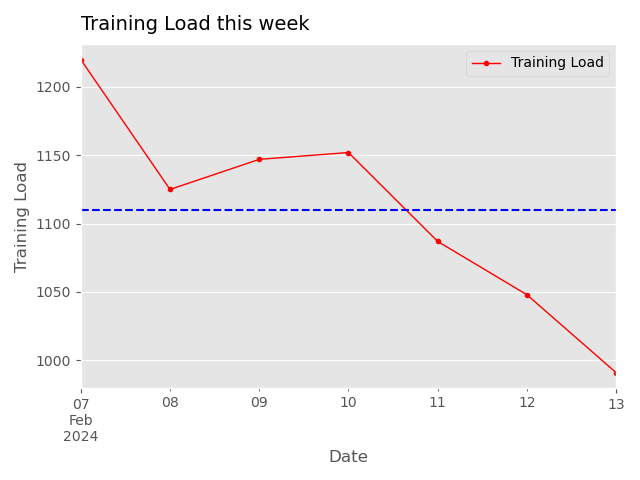 Training Load this week
Training Load
1200
1150
1100
1050
1000
Training Load
07 08 09 10 11 12 13
Feb
2024
Date